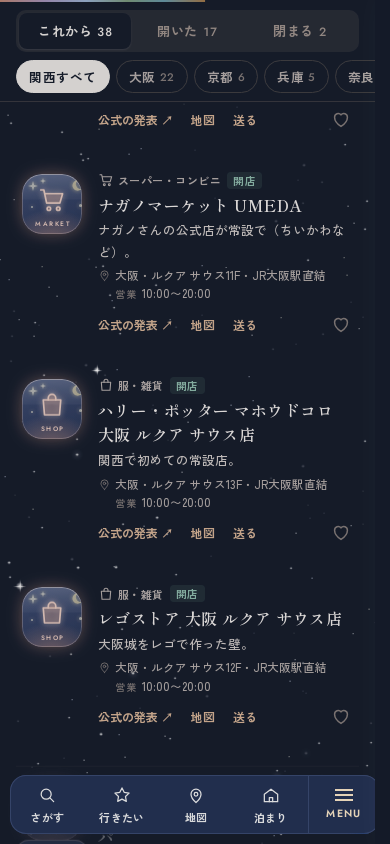 これから 38 開いた 17 閉まる 2
関西すべて 大阪 22 京都 6 兵庫 5 奈良
公式の発表 ↗ 地図 送る
スーパー・コンビニ 開店
MARKET
ナガノマーケット UMEDA
ナガノさんの公式店が常設で（ちいかわな
ど）。
大阪・ルクア サウス11F・JR大阪駅直結
営業 10:00〜20:00
公式の発表 ↗ 地図 送る
服・雑貨 開店
SHOP
ハリー・ポッター マホウドコロ
大阪 ルクア サウス店
関西で初めての常設店。
大阪・ルクア サウス13F・JR大阪駅直結
営業 10:00〜20:00
公式の発表 ↗ 地図 送る
服・雑貨 開店
SHOP
レゴストア 大阪 ルクア サウス店
大阪城をレゴで作った壁。
大阪・ルクア サウス12F・JR大阪駅直結
営業 10:00〜20:00
公式の発表 ↗ 地図 送る
さがす 行きたい 地図 泊まり MENU